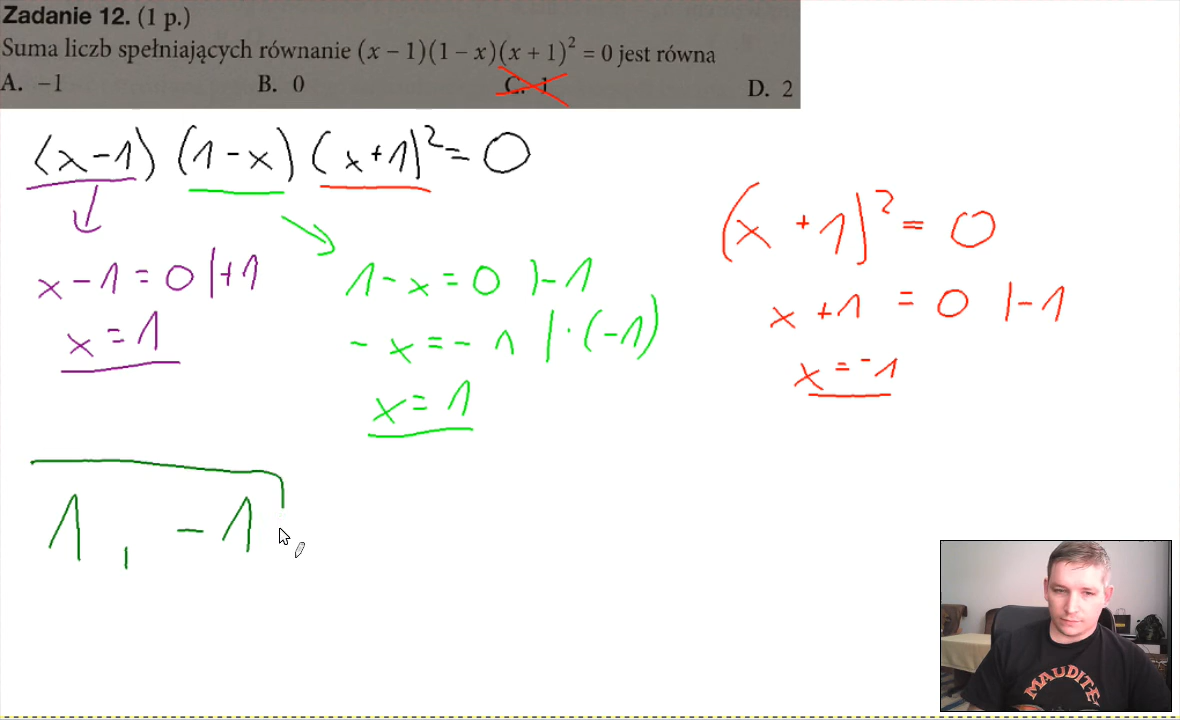 Zadanie 12. (1 p.)
Suma liczb spełniających równanie (x − 1)(1 − x)(x + 1)² = 0 jest równa
A. −1 B. 0 C. 1 D. 2
(x−1) (1−x) (x+1)² = 0
x−1=0 |+1
x=1
1−x=0 |−1
−x=−1 |·(−1)
x=1
(x+1)² = 0
x+1 = 0 |−1
x=−1
1, −1
MAUDITE